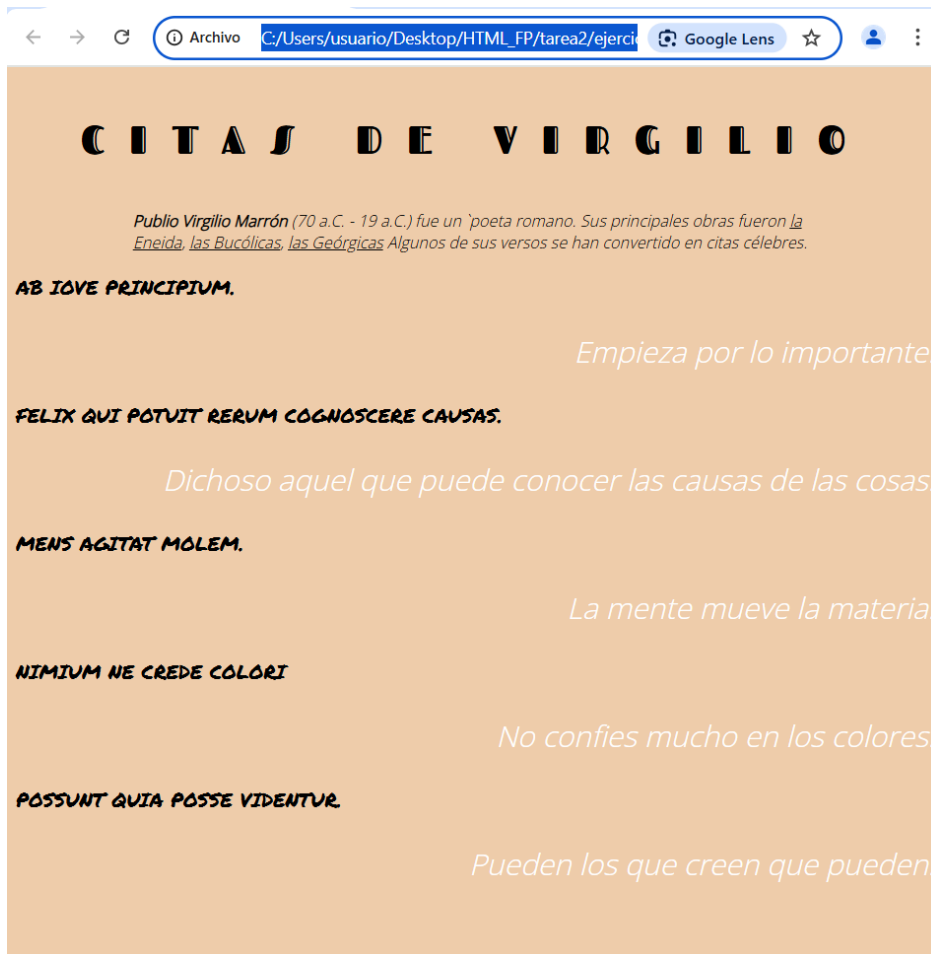 Archivo C:/Users/usuario/Desktop/HTML_FP/tarea2/ejerci Google Lens
CITAS DE VIRGILIO
Publio Virgilio Marrón (70 a.C. - 19 a.C.) fue un `poeta romano. Sus principales obras fueron la
Eneida, las Bucólicas, las Geórgicas Algunos de sus versos se han convertido en citas célebres.
AB IOVE PRINCIPIUM.
Empieza por lo importante.
FELIX QUI POTUIT RERUM COGNOSCERE CAUSAS.
Dichoso aquel que puede conocer las causas de las cosas.
MENS AGITAT MOLEM.
La mente mueve la materia.
NIMIUM NE CREDE COLORI
No confies mucho en los colores.
POSSUNT QUIA POSSE VIDENTUR.
Pueden los que creen que pueden.